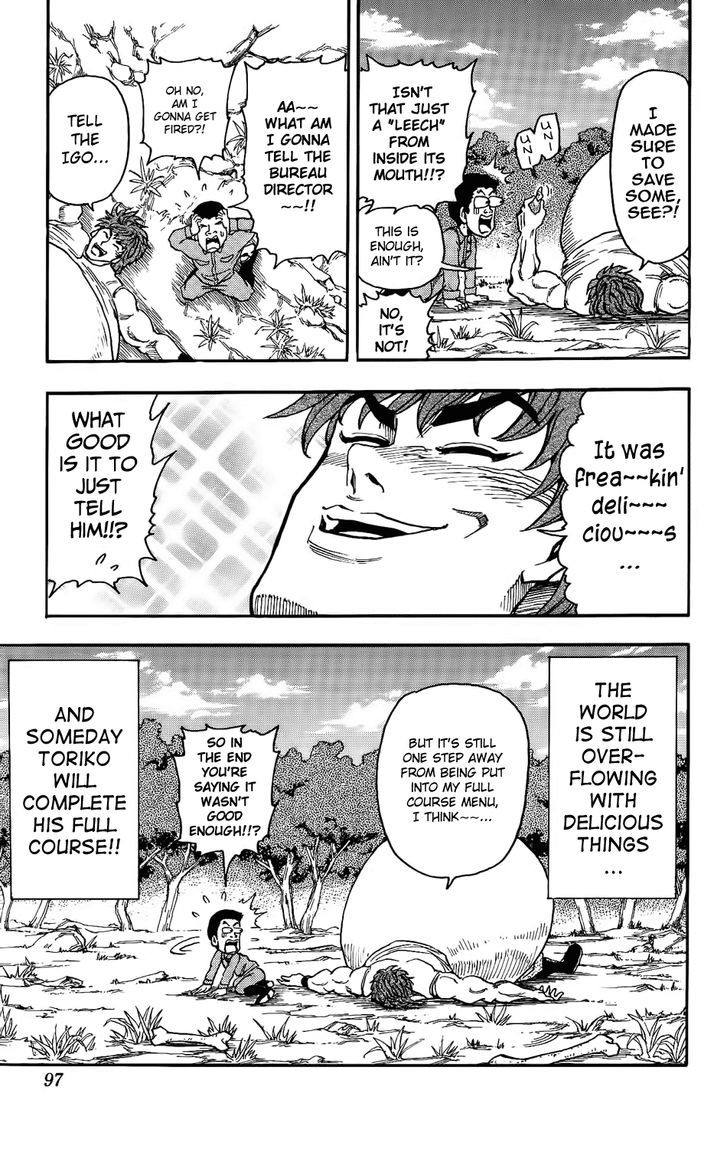 I
MADE
SURE
TO
SAVE
SOME,
SEE?!
UNI
UNI
ISN'T
THAT JUST
A "LEECH"
FROM
INSIDE ITS
MOUTH!!?
THIS IS
ENOUGH,
AIN'T IT?
NO,
IT'S
NOT!
AA~~
WHAT AM
I GONNA
TELL THE
BUREAU
DIRECTOR
~~!!
OH NO,
AM I
GONNA GET
FIRED?!
TELL
THE
IGO...
It was
frea~~kin'
deli~~~
ciou~~~s
...
WHAT
GOOD
IS IT TO
JUST
TELL
HIM!!?
THE
WORLD
IS STILL
OVER-
FLOWING
WITH
DELICIOUS
THINGS
...
BUT IT'S STILL
ONE STEP AWAY
FROM BEING PUT
INTO MY FULL
COURSE MENU,
I THINK~~...
SO IN
THE END
YOU'RE
SAYING IT
WASN'T
GOOD
ENOUGH!!?
AND
SOMEDAY
TORIKO
WILL
COMPLETE
HIS FULL
COURSE!!
97